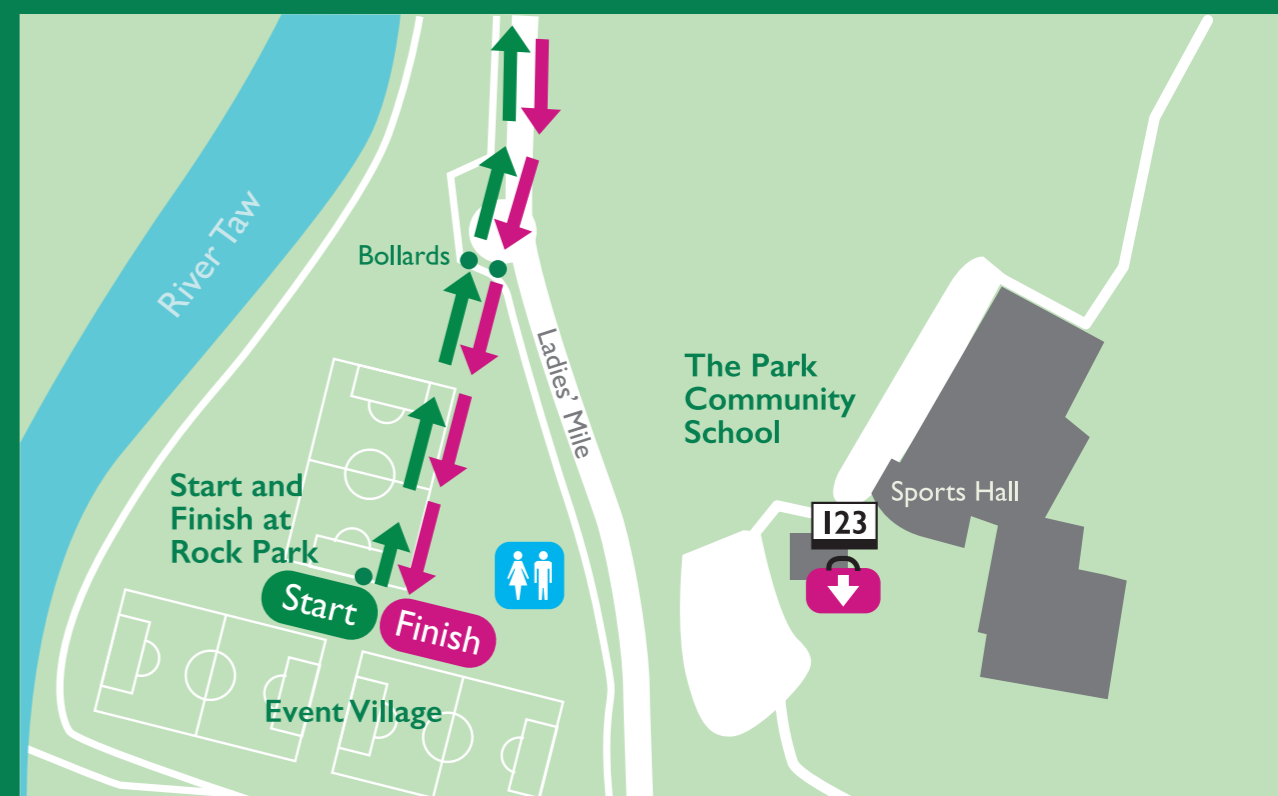 River Taw
Bollards
Ladies' Mile
The Park
Community
School
Sports Hall
123
Start and
Finish at
Rock Park
Start
Finish
Event Village